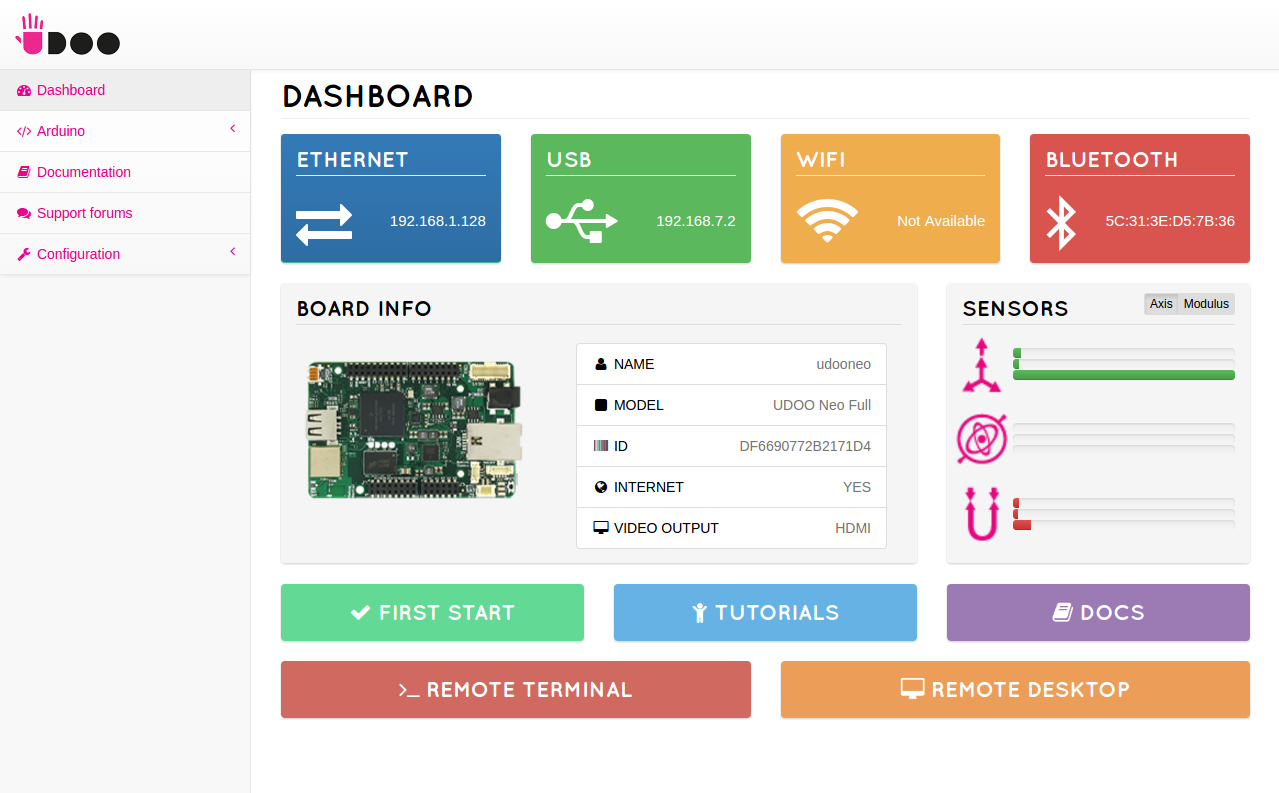 UDOO
Dashboard
Arduino
Documentation
Support forums
Configuration
DASHBOARD
ETHERNET
192.168.1.128
USB
192.168.7.2
WIFI
Not Available
BLUETOOTH
5C:31:3E:D5:7B:36
BOARD INFO
NAME udooneo
MODEL UDOO Neo Full
ID DF6690772B2171D4
INTERNET YES
VIDEO OUTPUT HDMI
SENSORS
Axis Modulus
FIRST START
TUTORIALS
DOCS
REMOTE TERMINAL
REMOTE DESKTOP